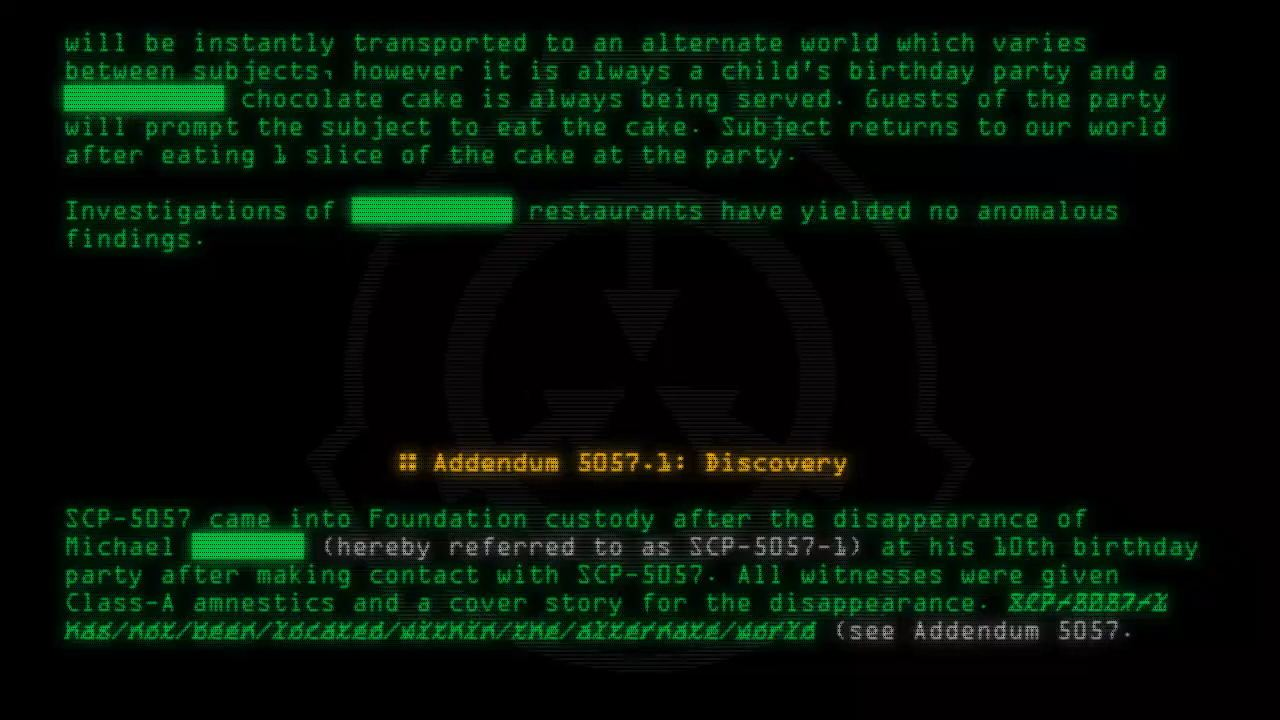 will be instantly transported to an alternate world which varies
between subjects, however it is always a child's birthday party and a
chocolate cake is always being served. Guests of the party
will prompt the subject to eat the cake. Subject returns to our world
after eating 1 slice of the cake at the party.
Investigations of restaurants have yielded no anomalous
findings.
# Addendum 5057.1: Discovery
SCP-5057 came into Foundation custody after the disappearance of
Michael (hereby referred to as SCP-5057-1) at his 10th birthday
party after making contact with SCP-5057. All witnesses were given
Class-A amnestics and a cover story for the disappearance. SCP-5057-1
has/not/been/located/within/the/alternate/world (see Addendum 5057.